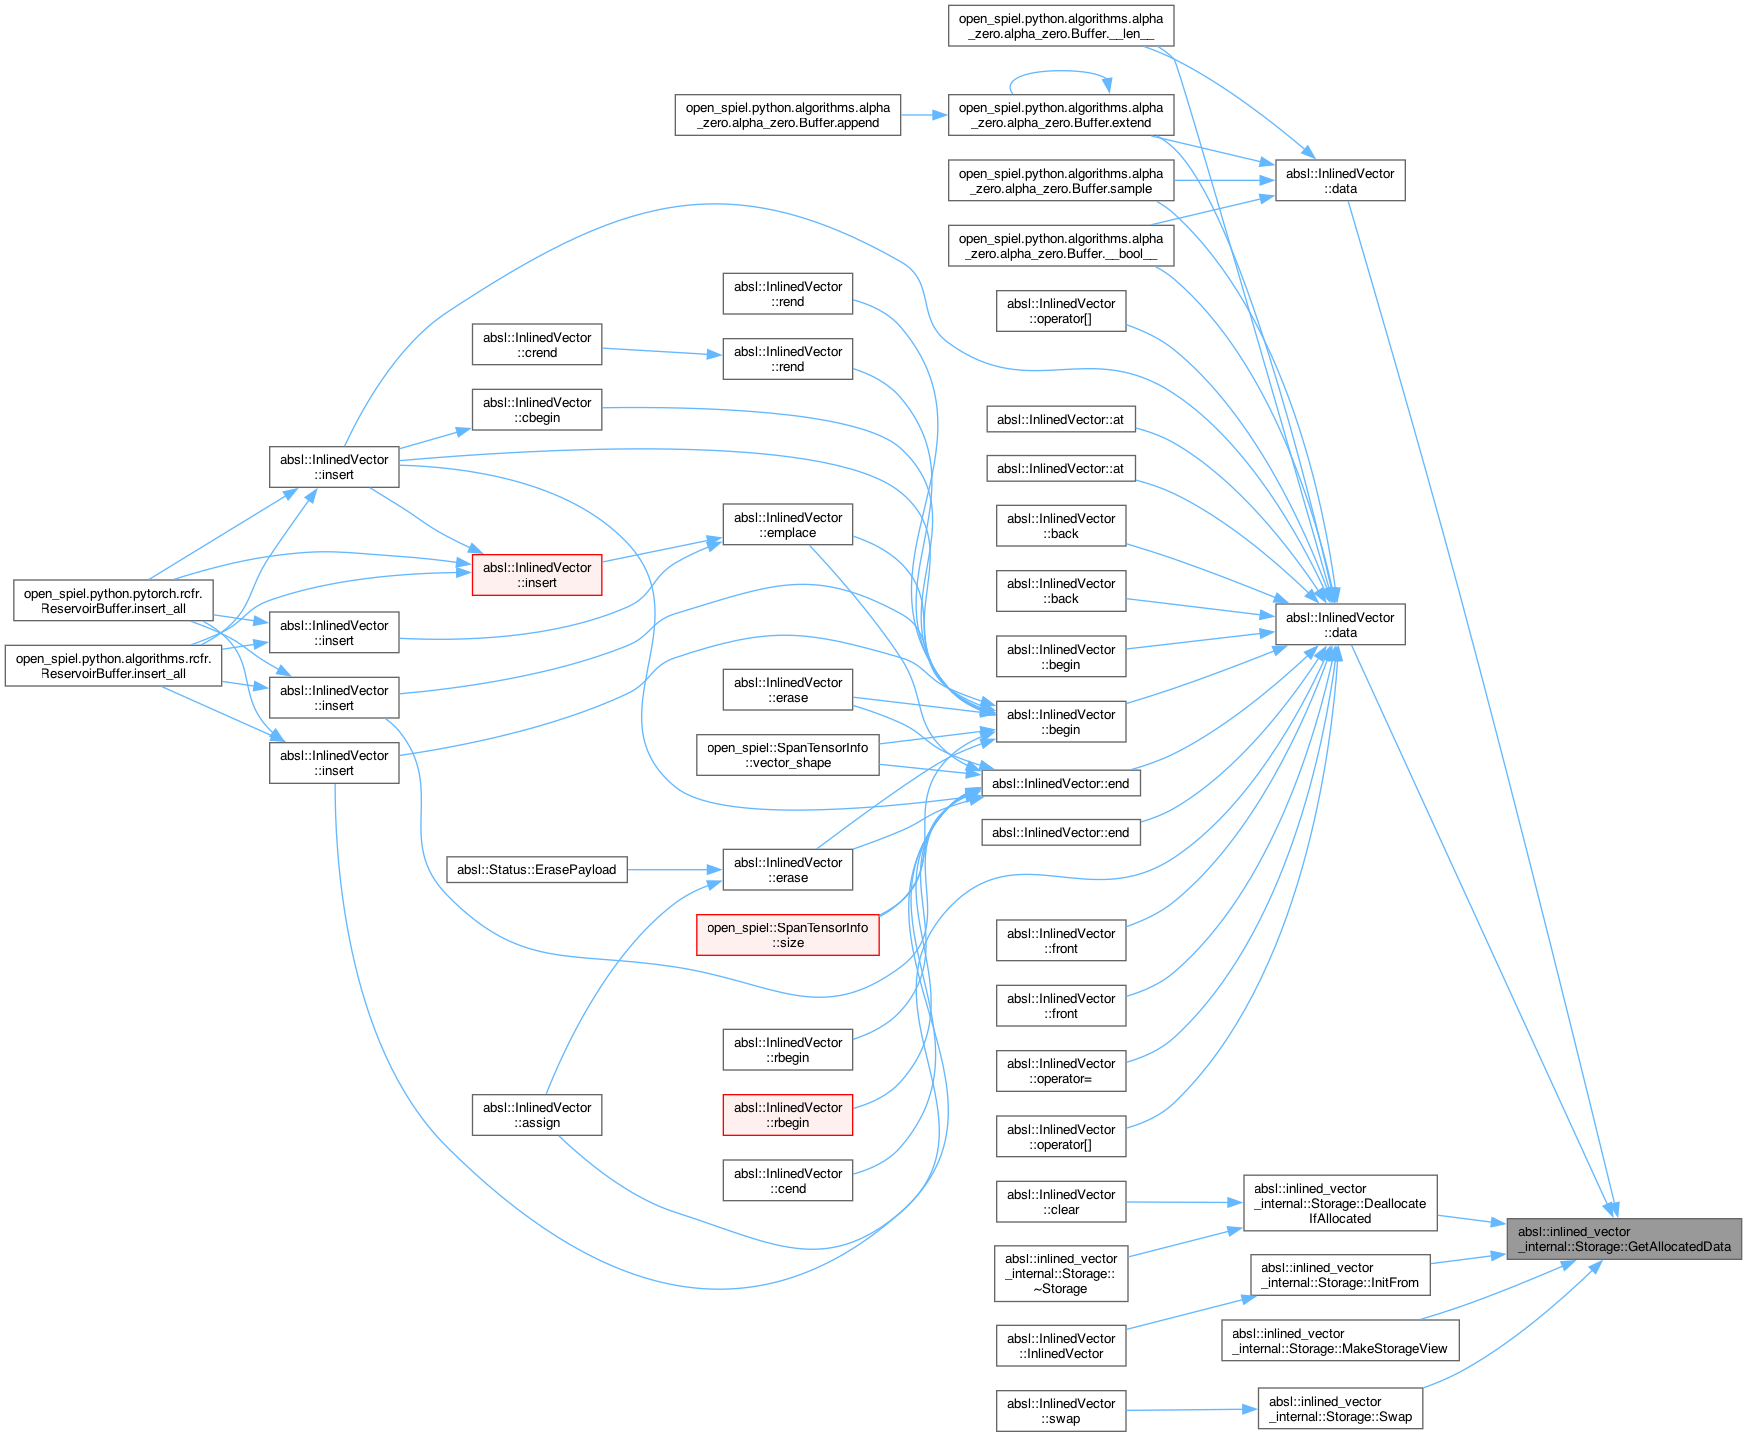 open_spiel.python.algorithms.alpha
_zero.alpha_zero.Buffer.__len__
open_spiel.python.algorithms.alpha
_zero.alpha_zero.Buffer.append
open_spiel.python.algorithms.alpha
_zero.alpha_zero.Buffer.extend
open_spiel.python.algorithms.alpha
_zero.alpha_zero.Buffer.sample
absl::InlinedVector
::data
open_spiel.python.algorithms.alpha
_zero.alpha_zero.Buffer.__bool__
absl::InlinedVector
::rend
absl::InlinedVector
::operator[]
absl::InlinedVector
::crend
absl::InlinedVector
::rend
absl::InlinedVector
::cbegin
absl::InlinedVector::at
absl::InlinedVector
::insert
absl::InlinedVector::at
absl::InlinedVector
::emplace
absl::InlinedVector
::back
absl::InlinedVector
::insert
absl::InlinedVector
::back
open_spiel.python.pytorch.rcfr.
ReservoirBuffer.insert_all
absl::InlinedVector
::insert
absl::InlinedVector
::data
open_spiel.python.algorithms.rcfr.
ReservoirBuffer.insert_all
absl::InlinedVector
::begin
absl::InlinedVector
::insert
absl::InlinedVector
::erase
absl::InlinedVector
::begin
absl::InlinedVector
::insert
open_spiel::SpanTensorInfo
::vector_shape
absl::InlinedVector::end
absl::InlinedVector::end
absl::Status::ErasePayload
absl::InlinedVector
::erase
open_spiel::SpanTensorInfo
::size
absl::InlinedVector
::front
absl::InlinedVector
::front
absl::InlinedVector
::rbegin
absl::InlinedVector
::operator=
absl::InlinedVector
::assign
absl::InlinedVector
::rbegin
absl::InlinedVector
::operator[]
absl::InlinedVector
::cend
absl::InlinedVector
::clear
absl::inlined_vector
_internal::Storage::Deallocate
IfAllocated
absl::inlined_vector
_internal::Storage::GetAllocatedData
absl::inlined_vector
_internal::Storage::
~Storage
absl::inlined_vector
_internal::Storage::InitFrom
absl::InlinedVector
::InlinedVector
absl::inlined_vector
_internal::Storage::MakeStorageView
absl::InlinedVector
::swap
absl::inlined_vector
_internal::Storage::Swap